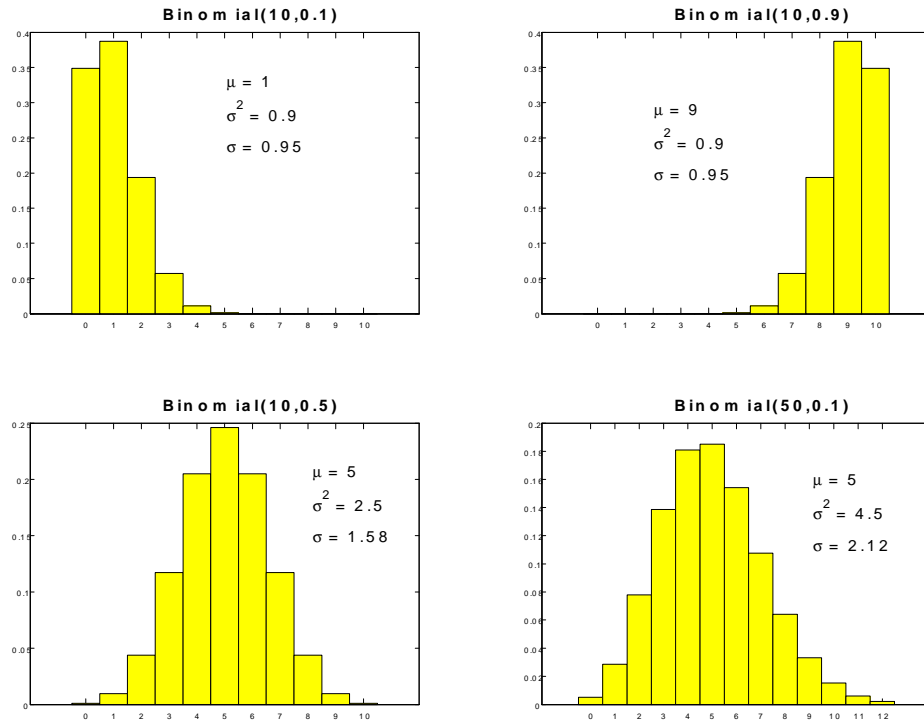 Binomial(10,0.1)
0.4
0.35
0.3
0.25
0.2
0.15
0.1
0.05
0
μ = 1
σ² = 0.9
σ = 0.95
0 1 2 3 4 5 6 7 8 9 10
Binomial(10,0.9)
0.4
0.35
0.3
0.25
0.2
0.15
0.1
0.05
0
μ = 9
σ² = 0.9
σ = 0.95
0 1 2 3 4 5 6 7 8 9 10
Binomial(10,0.5)
0.25
0.2
0.15
0.1
0.05
0
μ = 5
σ² = 2.5
σ = 1.58
0 1 2 3 4 5 6 7 8 9 10
Binomial(50,0.1)
0.2
0.18
0.16
0.14
0.12
0.1
0.08
0.06
0.04
0.02
0
μ = 5
σ² = 4.5
σ = 2.12
0 1 2 3 4 5 6 7 8 9 10 11 12